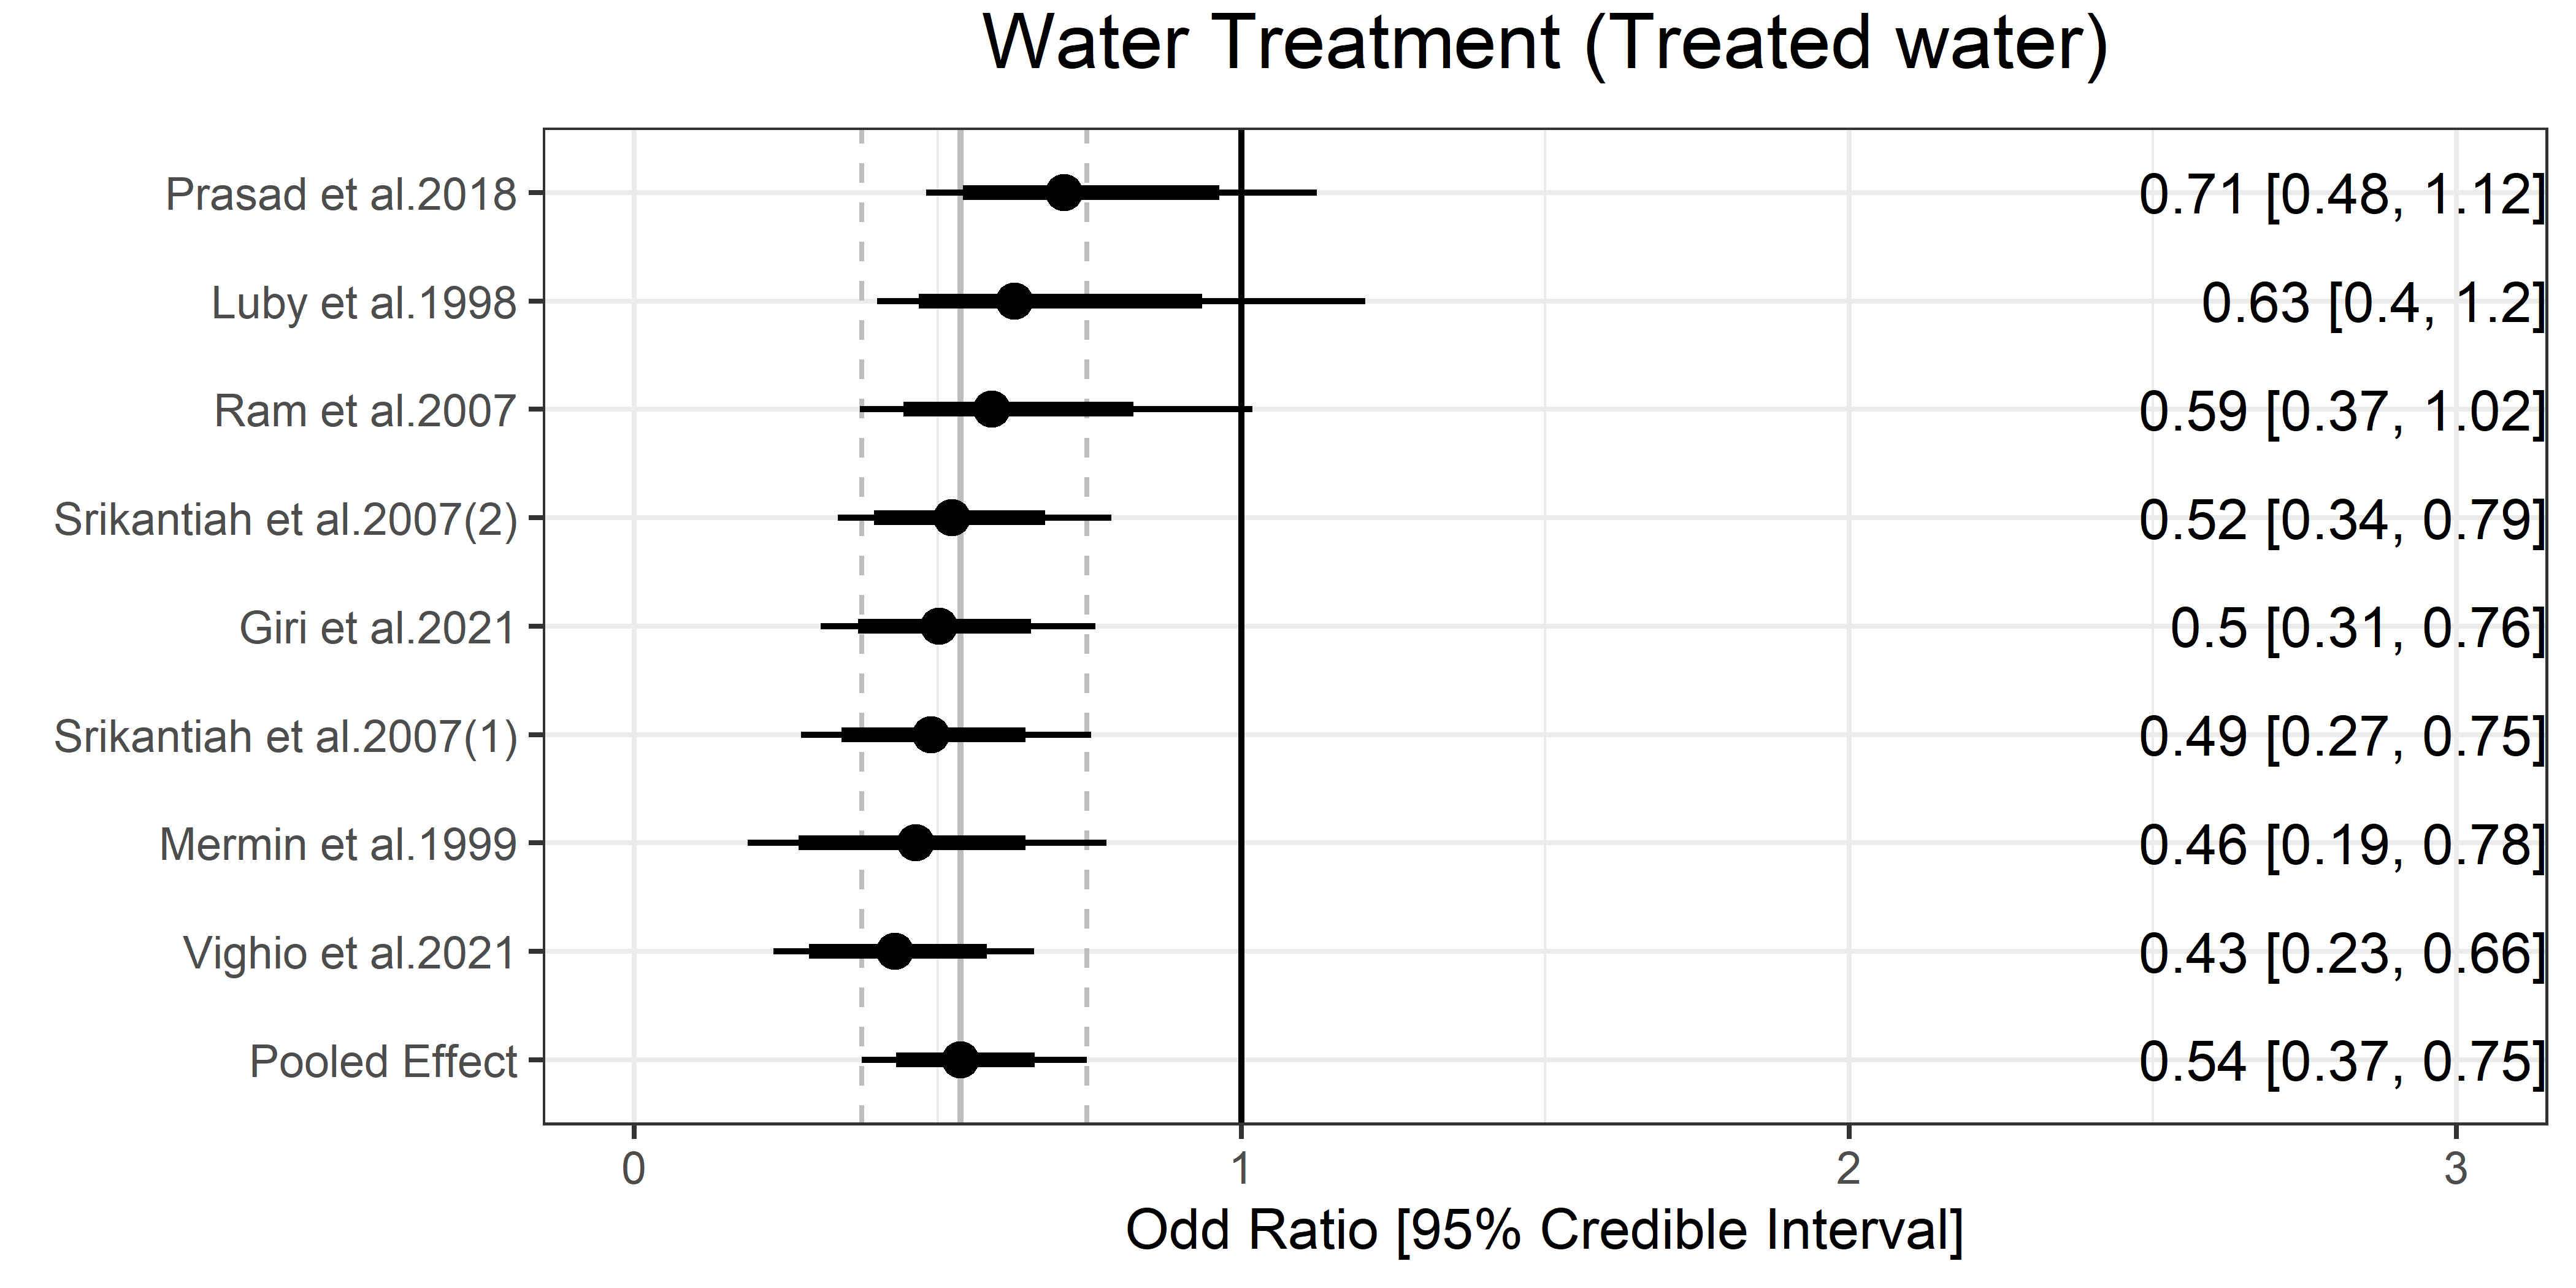 Water Treatment (Treated water)
Prasad et al.2018 0.71 [0.48, 1.12]
Luby et al.1998 0.63 [0.4, 1.2]
Ram et al.2007 0.59 [0.37, 1.02]
Srikantiah et al.2007(2) 0.52 [0.34, 0.79]
Giri et al.2021 0.5 [0.31, 0.76]
Srikantiah et al.2007(1) 0.49 [0.27, 0.75]
Mermin et al.1999 0.46 [0.19, 0.78]
Vighio et al.2021 0.43 [0.23, 0.66]
Pooled Effect 0.54 [0.37, 0.75]
0 1 2 3
Odd Ratio [95% Credible Interval]